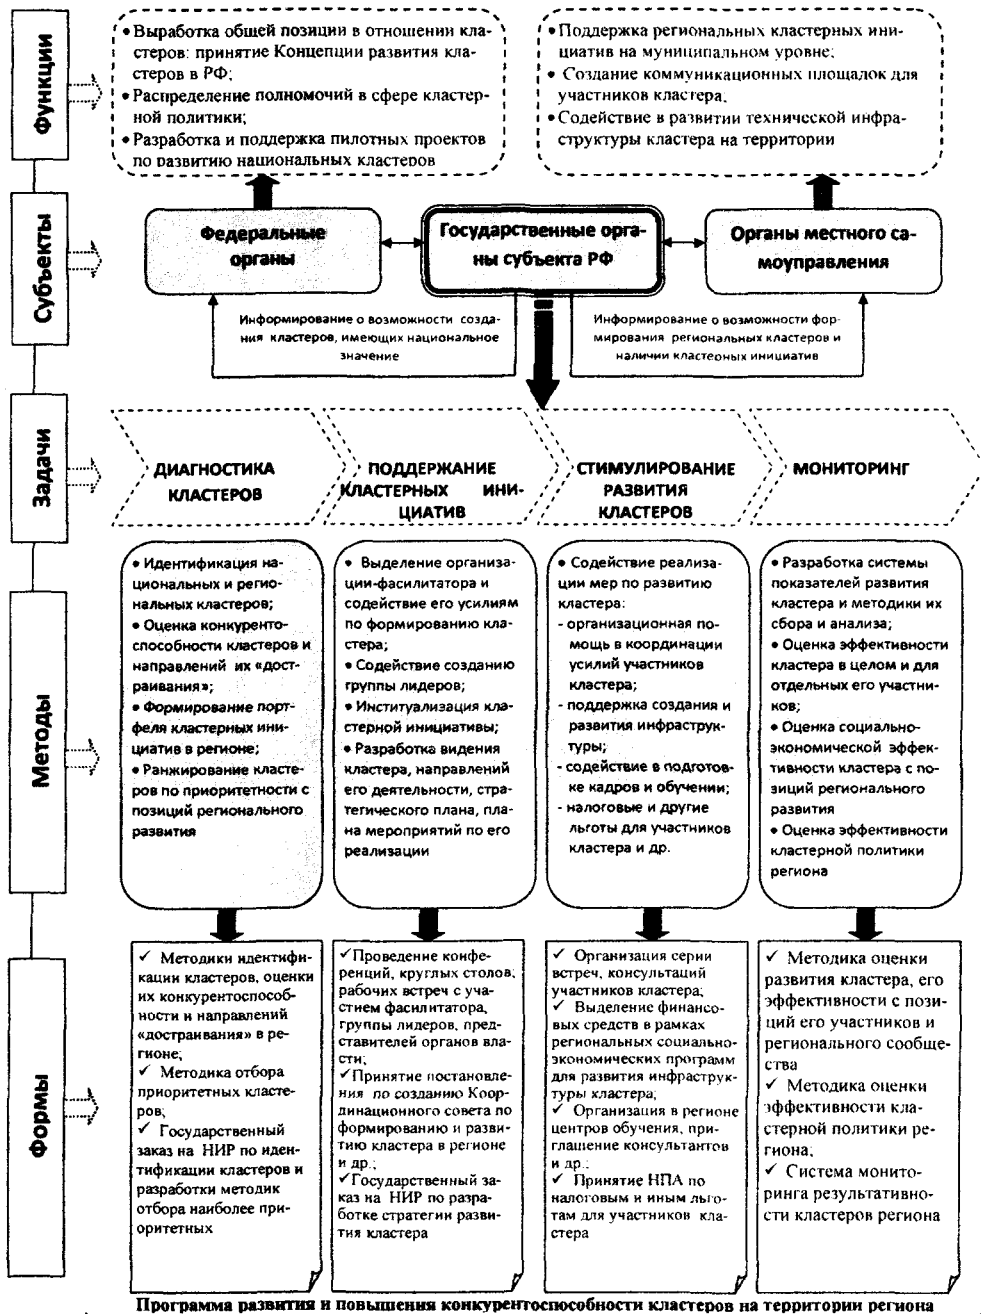 Функции
• Выработка общей позиции в отношении кла-
стеров: принятие Концепции развития кла-
стеров в РФ;
• Распределение полномочий в сфере кластер-
ной политики;
• Разработка и поддержка пилотных проектов
по развитию национальных кластеров
• Поддержка региональных кластерных ини-
циатив на муниципальном уровне;
• Создание коммуникационных площадок для
участников кластера;
• Содействие в развитии технической инфра-
структуры кластера на территории
Субъекты
Федеральные
органы
Государственные орга-
ны субъекта РФ
Органы местного са-
моуправления
Информирование о возможности созда-
ния кластеров, имеющих национальное
значение
Информирование о возможности фор-
мирования региональных кластеров и
наличии кластерных инициатив
Задачи
ДИАГНОСТИКА
КЛАСТЕРОВ
ПОДДЕРЖАНИЕ
КЛАСТЕРНЫХ ИНИ-
ЦИАТИВ
СТИМУЛИРОВАНИЕ
РАЗВИТИЯ
КЛАСТЕРОВ
МОНИТОРИНГ
Методы
• Идентификация на-
циональных и регио-
нальных кластеров;
• Оценка конкуренто-
способности кластеров и
направлений их «дост-
раивания»;
• Формирование порт-
феля кластерных ини-
циатив в регионе;
• Ранжирование класте-
ров по приоритетности с
позиций регионального
развития
• Выделение организа-
ции-фасилитатора и
содействие его усилиям
по формированию кла-
стера;
• Содействие созданию
группы лидеров;
• Институализация кла-
стерной инициативы;
• Разработка видения
кластера, направлений
его деятельности, стра-
тегического плана, пла-
на мероприятий по его
реализации
• Содействие реализа-
ции мер по развитию
кластера:
- организационная по-
мощь в координации
усилий участников
кластера;
- поддержка создания и
развития инфраструк-
туры;
- содействие в подготов-
ке кадров и обучении;
- налоговые и другие
льготы для участников
кластера и др.
• Разработка системы
показателей развития
кластера и методики их
сбора и анализа;
• Оценка эффективности
кластера в целом и для
отдельных его участни-
ков;
• Оценка социально-
экономической эффек-
тивности кластера с по-
зиций регионального
развития
• Оценка эффективности
кластерной политики
региона
Формы
✓ Методики идентифи-
кации кластеров, оценки
их конкурентоспособ-
ности и направлений
«достраивания» в ре-
гионе;
✓ Методика отбора
приоритетных класте-
ров;
✓ Государственный
заказ на НИР по иден-
тификации кластеров и
разработки методик
отбора наиболее при-
оритетных
✓Проведение конфе-
ренций, круглых столов,
рабочих встреч с уча-
стием фасилитатора,
группы лидеров, пред-
ставителей органов вла-
сти;
✓Принятие постановле-
ния по созданию Коор-
динационного совета по
формированию и разви-
тию кластера в регионе
и др.;
✓Государственный за-
каз на НИР по разра-
ботке стратегии разви-
тия кластера
✓ Организация серии
встреч, консультаций
участников кластера;
✓ Выделение финансо-
вых средств в рамках
региональных социально-
экономических программ
для развития инфраструк-
туры кластера;
✓ Организация в регионе
центров обучения, при-
глашение консультантов
и др.;
✓ Принятие НПА по
налоговым и иным льго-
там для участников кла-
стера
✓ Методика оценки
развития кластера, его
эффективности с пози-
ций его участников и
регионального сообще-
ства
✓ Методика оценки
эффективности кла-
стерной политики ре-
гиона;
✓ Система монито-
ринга результативно-
сти кластеров региона
Программа развития и повышения конкурентоспособности кластеров на территории региона